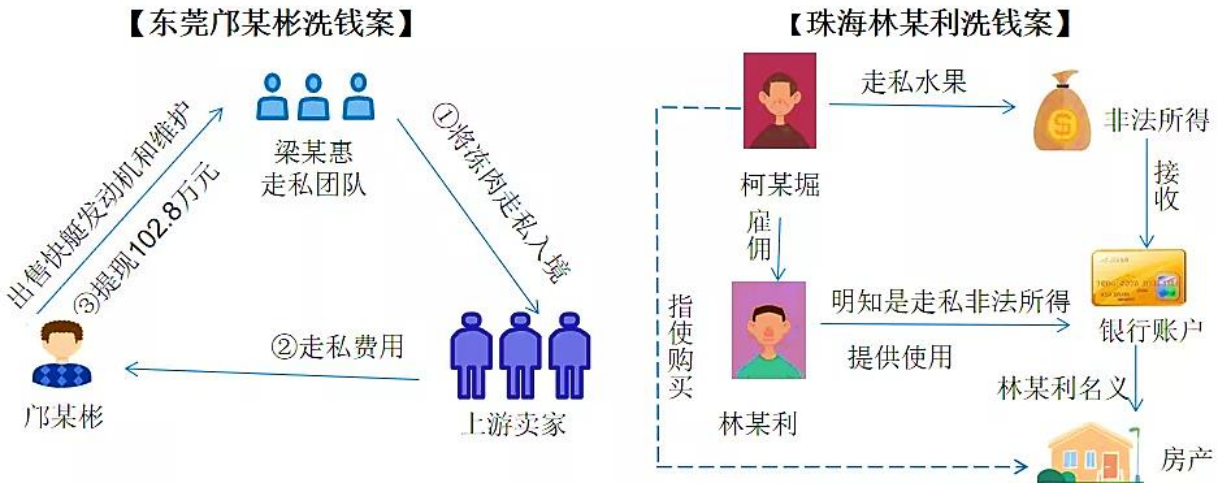 【东莞邝某彬洗钱案】
梁某惠
走私团队
①将冻肉走私入境
出售快艇发动机和维护
③提现102.8万元
②走私费用
邝某彬
上游卖家
【珠海林某利洗钱案】
走私水果
非法所得
柯某堀
接收
雇佣
指使购买
明知是走私非法所得
提供使用
银行账户
林某利名义
林某利
房产